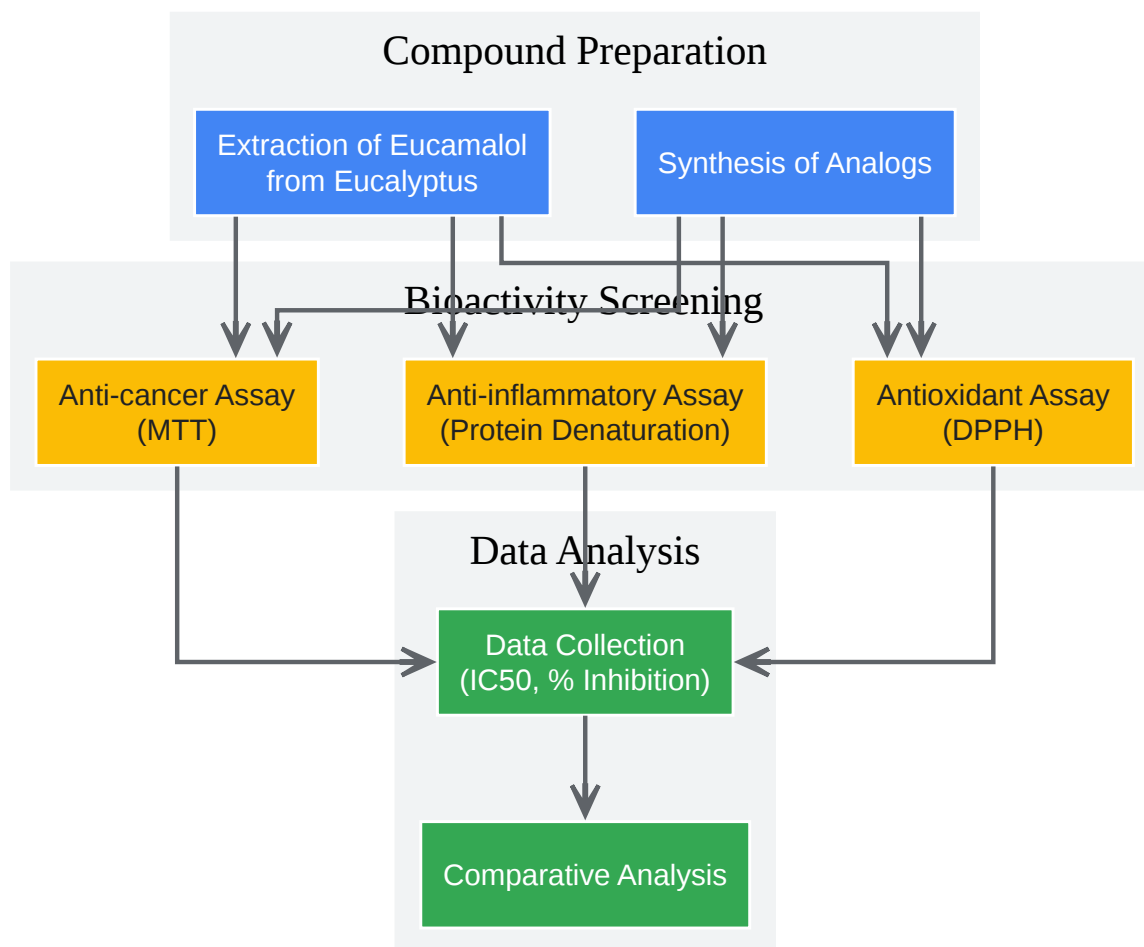 Compound Preparation
Extraction of Eucamalol
from Eucalyptus
Synthesis of Analogs
Bioactivity Screening
Anti-cancer Assay
(MTT)
Anti-inflammatory Assay
(Protein Denaturation)
Antioxidant Assay
(DPPH)
Data Analysis
Data Collection
(IC50, % Inhibition)
Comparative Analysis